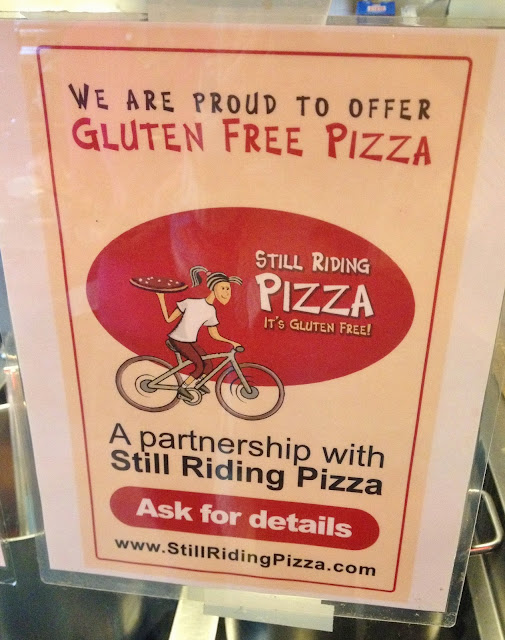 We are proud to offer
Gluten Free Pizza
Still Riding
Pizza
It's Gluten Free!
A partnership with
Still Riding Pizza
Ask for details
www.StillRidingPizza.com